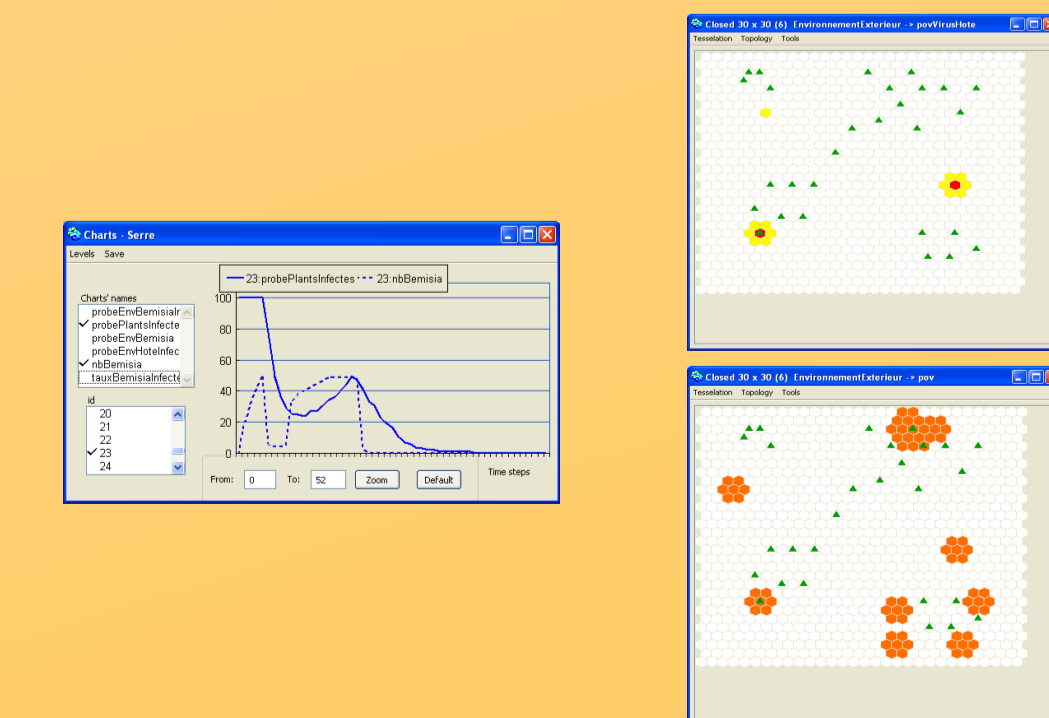 Closed 30 x 30 (6) EnvironnementExterieur -> povVirusHote
Tesselation Topology Tools
Charts - Serre
Levels Save
23:probePlantsInfectes 23:nbBemisia
Charts' names
probeEnvBemisiaIr
probePlantsInfecte
probeEnvBemisia
probeEnvHoteInfec
nbBemisia
tauxBemisiaInfecté
id
20
21
22
23
24
100
80
60
40
20
0
From: 0 To: 52 Zoom Default
Time steps
Closed 30 x 30 (6) EnvironnementExterieur -> pov
Tesselation Topology Tools